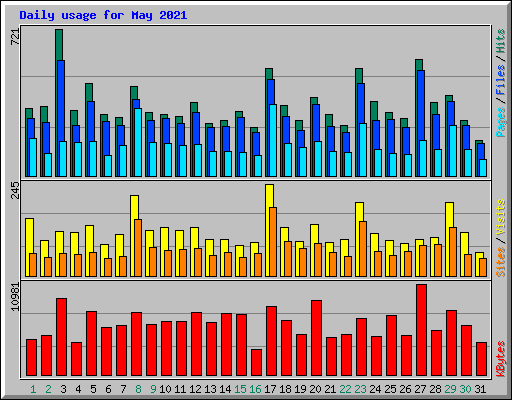 Daily usage for May 2021
721
Pages / Files / Hits
245
Sites / Visits
10981
KBytes
1 2 3 4 5 6 7 8 9 10 11 12 13 14 15 16 17 18 19 20 21 22 23 24 25 26 27 28 29 30 31